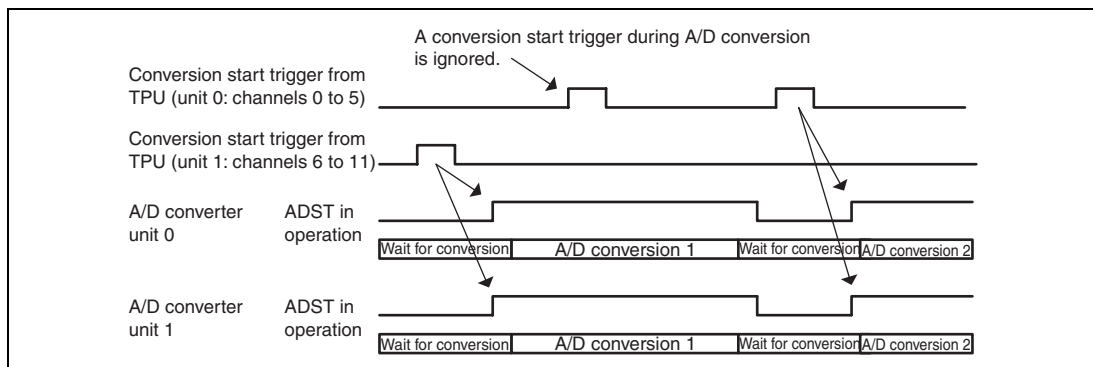 A conversion start trigger during A/D conversion
is ignored.
Conversion start trigger from
TPU (unit 0: channels 0 to 5)
Conversion start trigger from
TPU (unit 1: channels 6 to 11)
A/D converter
unit 0
ADST in
operation
Wait for conversion A/D conversion 1 Wait for conversion A/D conversion 2
A/D converter
unit 1
ADST in
operation
Wait for conversion A/D conversion 1 Wait for conversion A/D conversion 2